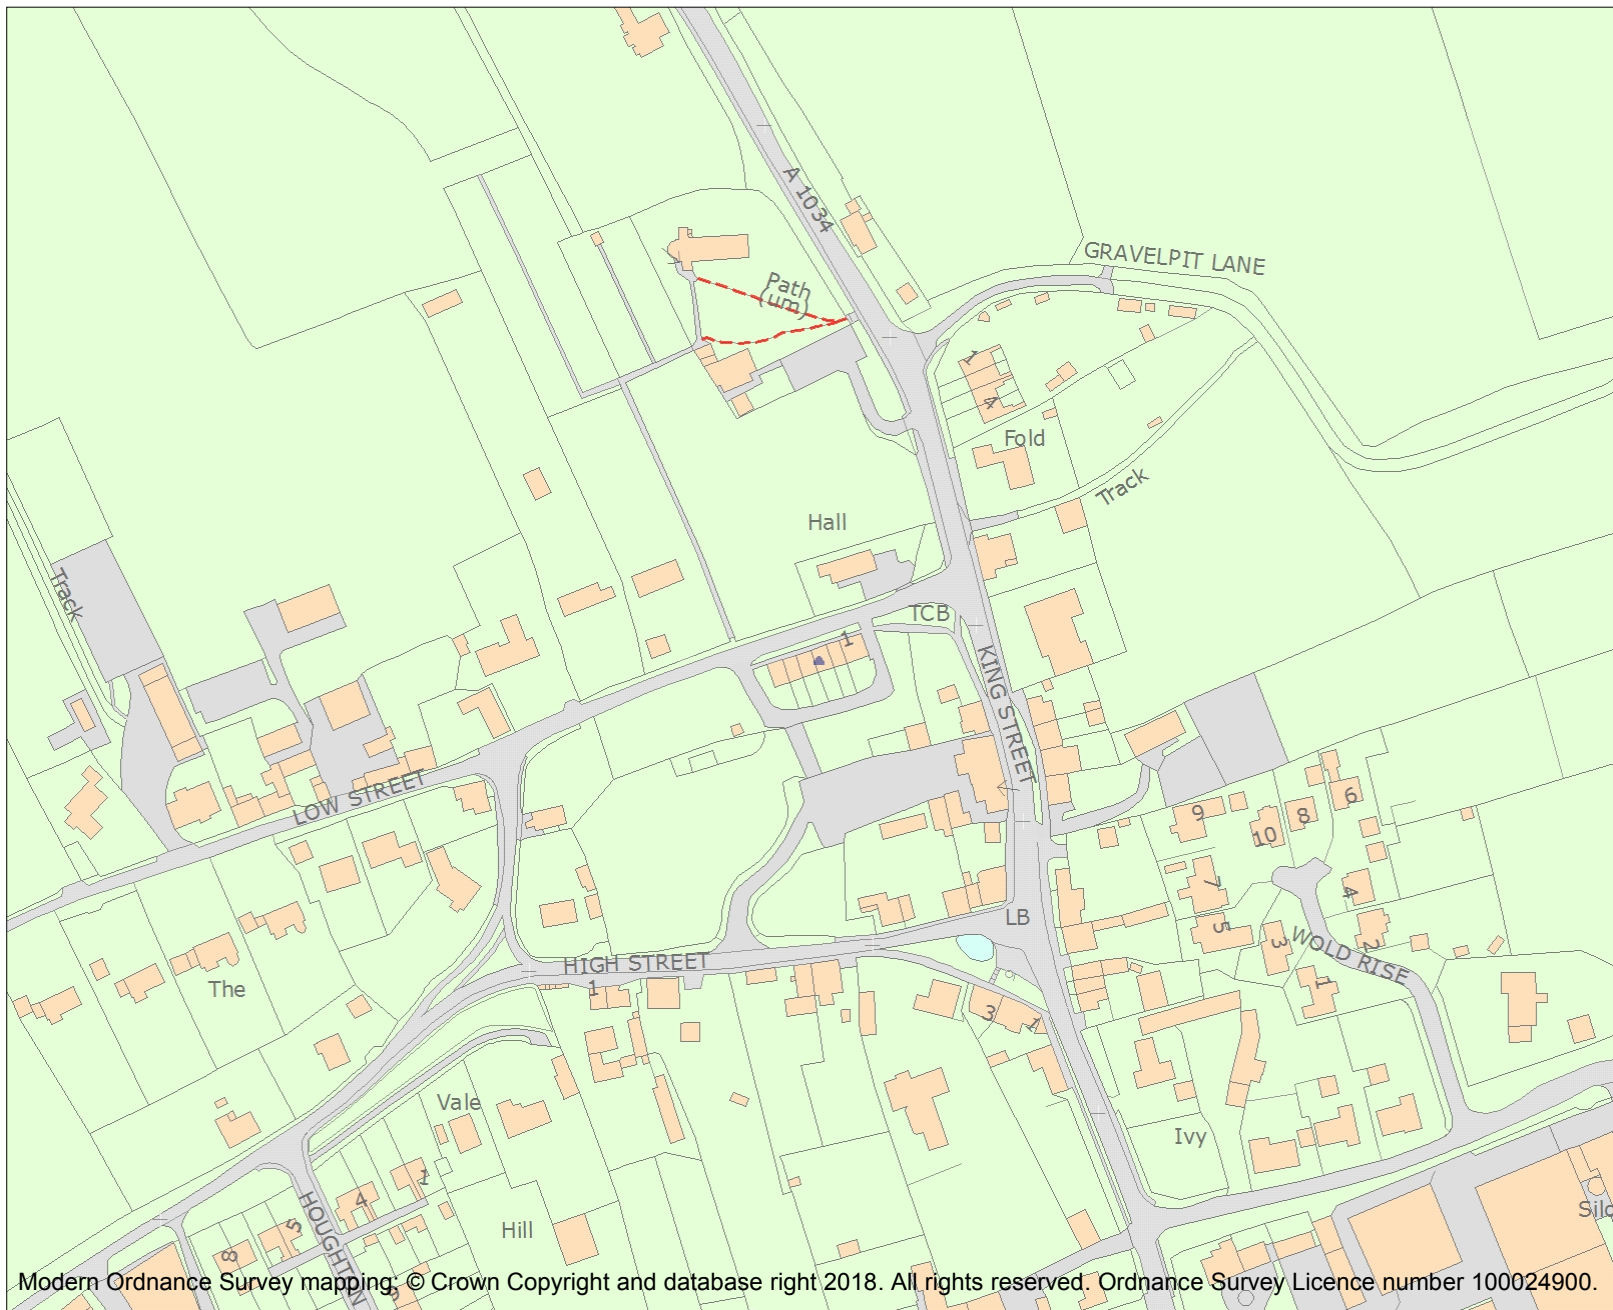 A 1034
GRAVELPIT LANE
Path
(um)
1
4
Fold
Track
Hall
Track
TCB
1
KING STREET
LOW STREET
9
10
8
6
7
4
5
3
2
WOLD RISE
1
LB
HIGH STREET
1
The
3
1
Vale
Ivy
1
4
5
8
HOUGHTON
Hill
9
Silo
Modern Ordnance Survey mapping: © Crown Copyright and database right 2018. All rights reserved. Ordnance Survey Licence number 100024900.